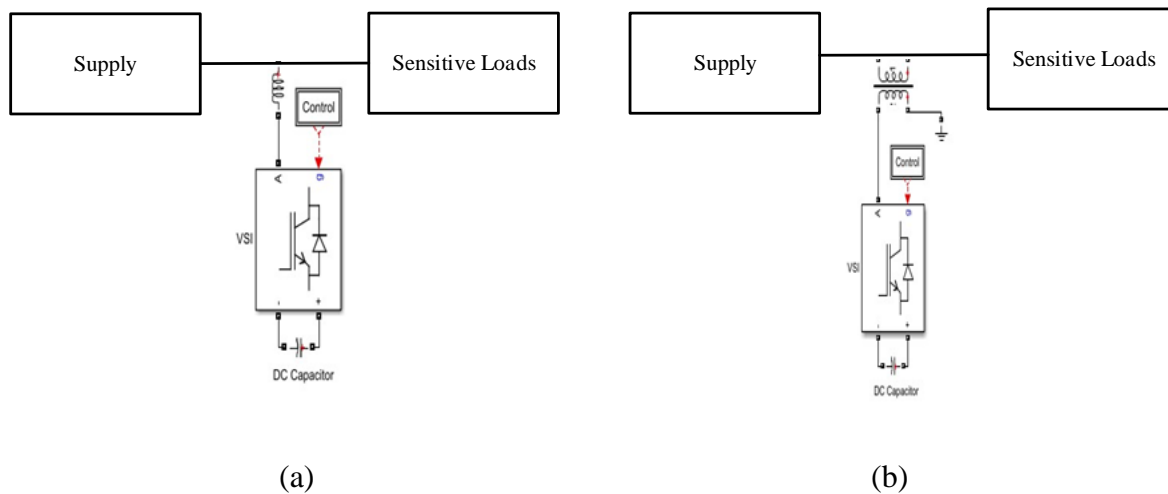 Supply
Sensitive Loads
Control
A
g
VSI
-
+
DC Capacitor
(a)
Supply
Sensitive Loads
Control
A
g
VSI
-
+
DC Capacitor
(b)